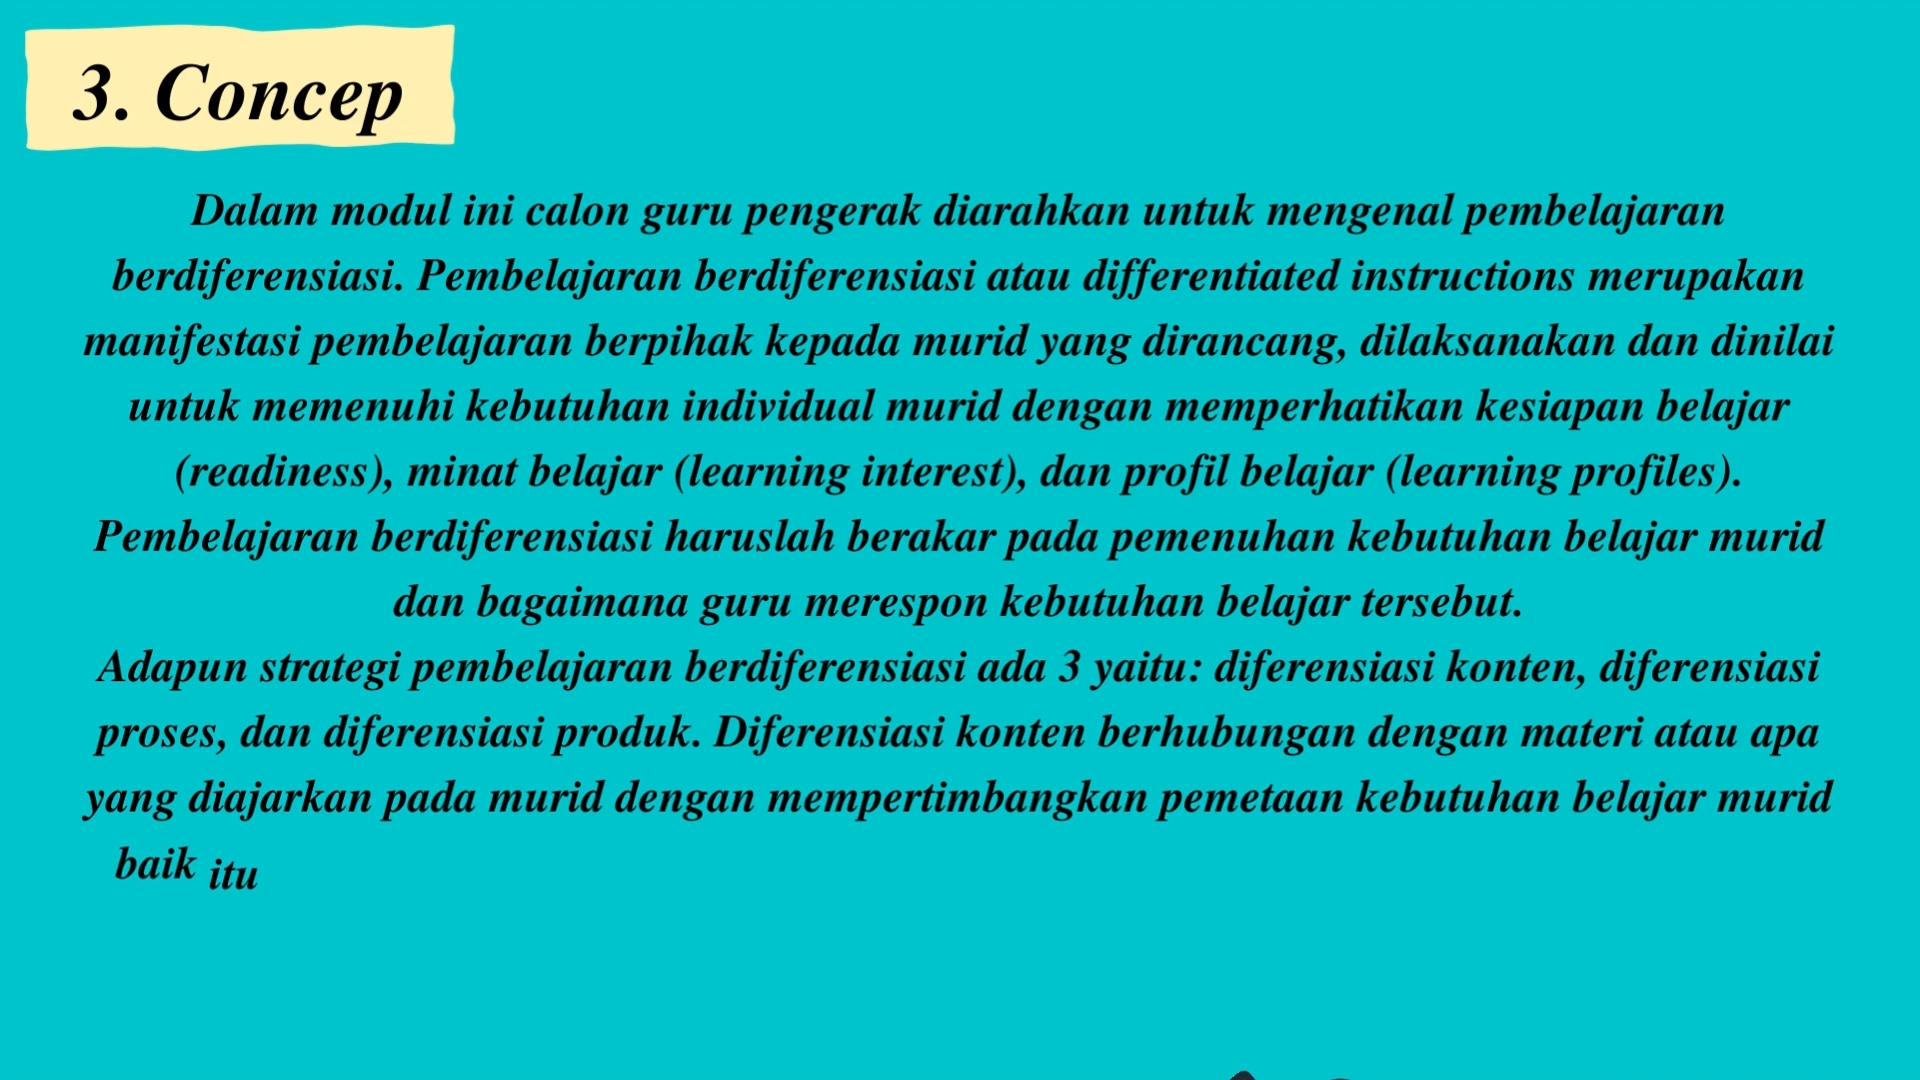 3. Concep
Dalam modul ini calon guru pengerak diarahkan untuk mengenal pembelajaran
berdiferensiasi. Pembelajaran berdiferensiasi atau differentiated instructions merupakan
manifestasi pembelajaran berpihak kepada murid yang dirancang, dilaksanakan dan dinilai
untuk memenuhi kebutuhan individual murid dengan memperhatikan kesiapan belajar
(readiness), minat belajar (learning interest), dan profil belajar (learning profiles).
Pembelajaran berdiferensiasi haruslah berakar pada pemenuhan kebutuhan belajar murid
dan bagaimana guru merespon kebutuhan belajar tersebut.
Adapun strategi pembelajaran berdiferensiasi ada 3 yaitu: diferensiasi konten, diferensiasi
proses, dan diferensiasi produk. Diferensiasi konten berhubungan dengan materi atau apa
yang diajarkan pada murid dengan mempertimbangkan pemetaan kebutuhan belajar murid
baik itu